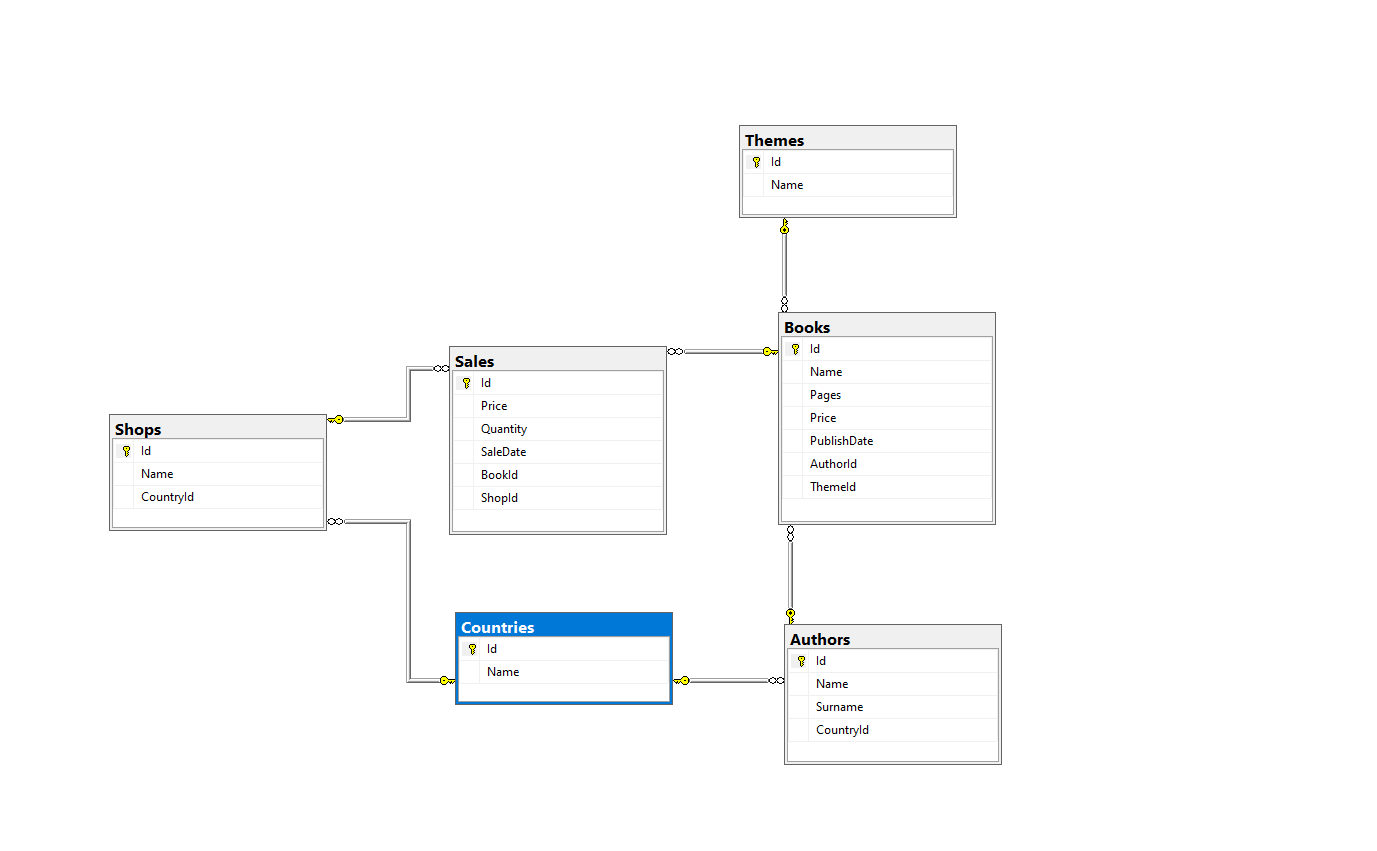 Themes
Id
Name
Books
Id
Name
Pages
Price
PublishDate
AuthorId
ThemeId
Sales
Id
Price
Quantity
SaleDate
BookId
ShopId
Shops
Id
Name
CountryId
Countries
Id
Name
Authors
Id
Name
Surname
CountryId